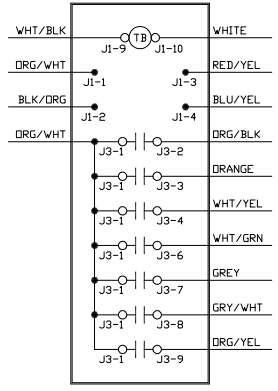 WHT/BLK TB WHITE
J1-9 J1-10
ORG/WHT RED/YEL
J1-1 J1-3
BLK/ORG BLU/YEL
J1-2 J1-4
ORG/WHT ORG/BLK
J3-1 J3-2
ORANGE
J3-1 J3-3
WHT/YEL
J3-1 J3-4
WHT/GRN
J3-1 J3-6
GREY
J3-1 J3-7
GRY/WHT
J3-1 J3-8
ORG/YEL
J3-1 J3-9